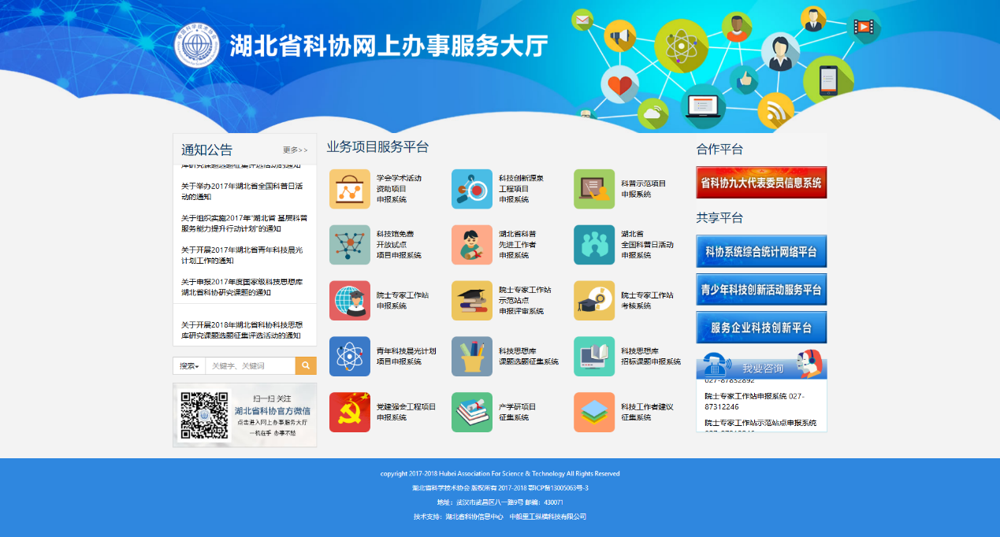 湖北省科协网上办事服务大厅
通知公告
更多>>
库研究课题选题征集评选活动的通知
关于举办2017年湖北省全国科普日活
动的通知
关于组织实施2017年“湖北省 基层科普
服务能力提升行动计划”的通知
关于开展2017年湖北省青年科技晨光
计划工作的通知
关于申报2017年度国家级科技思想库
湖北省科协研究课题的通知
关于开展2018年湖北省科协科技思想
库研究课题选题征集评选活动的通知
搜索
关键字、关键词
扫一扫 关注
湖北省科协官方微信
点击进入网上办事服务大厅
一机在手 办事不愁
业务项目服务平台
学会学术活动
资助项目
申报系统
科技创新源泉
工程项目
申报系统
科普示范项目
申报系统
科技馆免费
开放试点
项目申报系统
湖北省科普
先进工作者
申报系统
湖北省
全国科普日活动
申报系统
院士专家工作站
申报系统
院士专家工作站
示范站点
申报评审系统
院士专家工作站
考核系统
青年科技晨光计划
项目申报系统
科技思想库
课题选题征集系统
科技思想库
招标课题申报系统
党建强会工程项目
申报系统
产学研项目
征集系统
科技工作者建议
征集系统
合作平台
省科协九大代表委员信息系统
共享平台
科协系统综合统计网络平台
青少年科技创新活动服务平台
服务企业科技创新平台
我要咨询
027-87832892
院士专家工作站申报系统 027-
87312246
院士专家工作站示范站点申报系统
copyright 2017-2018 Hubei Association For Science & Technology All Rights Reserved
湖北省科学技术协会 版权所有 2017-2018 鄂ICP备13005063号-3
地址：武汉市武昌区八一路9号 邮编：430071
技术支持：湖北省科协信息中心 中船重工纵横科技有限公司